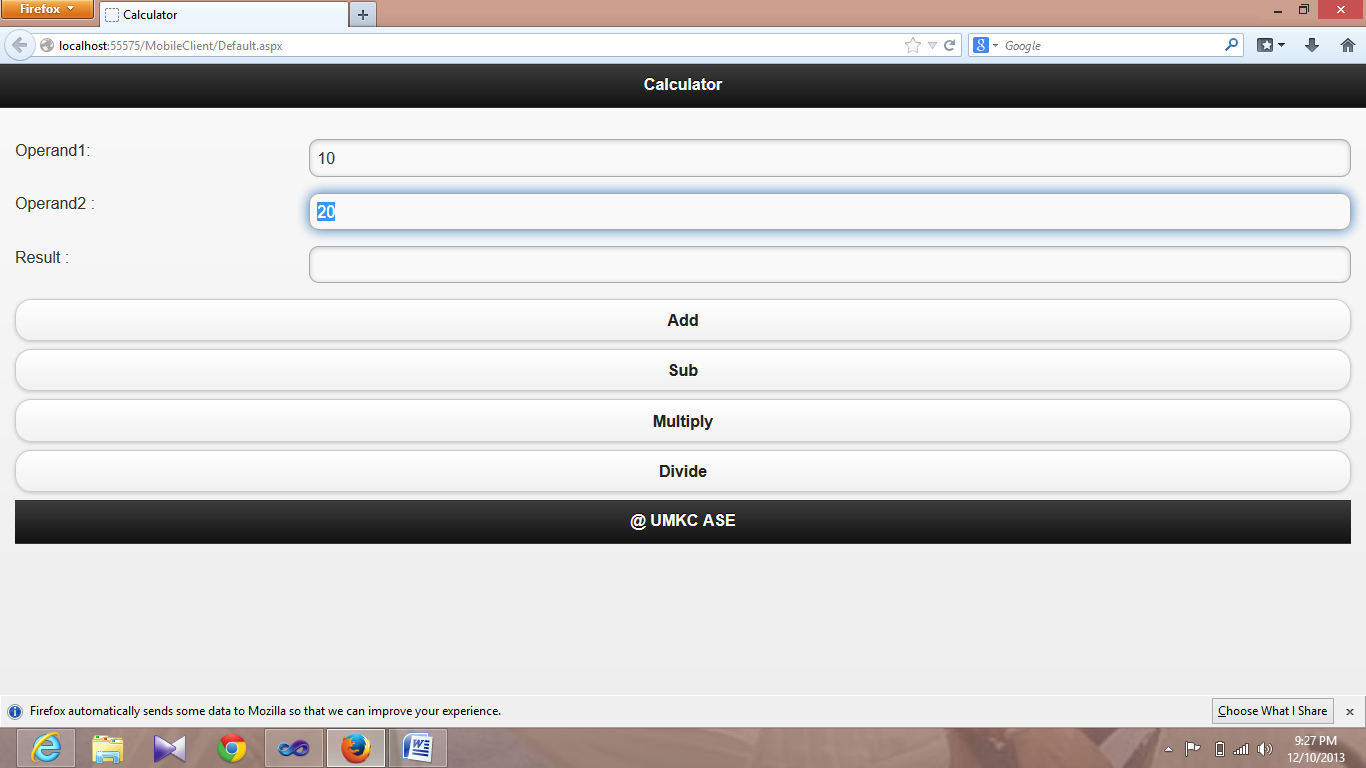 Firefox
Calculator
localhost:55575/MobileClient/Default.aspx
Google
Calculator
Operand1:
10
Operand2 :
20
Result :
Add
Sub
Multiply
Divide
@ UMKC ASE
Firefox automatically sends some data to Mozilla so that we can improve your experience.
Choose What I Share
9:27 PM
12/10/2013